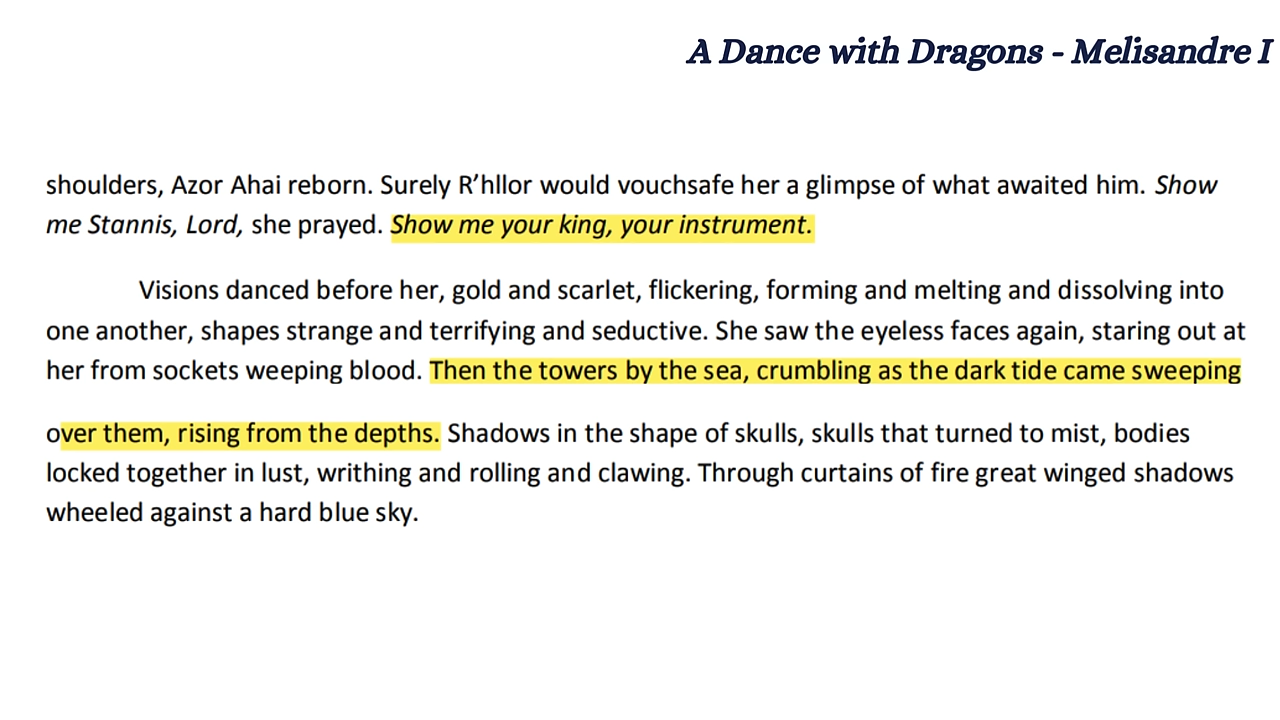 A Dance with Dragons - Melisandre I
shoulders, Azor Ahai reborn. Surely R’hllor would vouchsafe her a glimpse of what awaited him. Show
me Stannis, Lord, she prayed. Show me your king, your instrument.
Visions danced before her, gold and scarlet, flickering, forming and melting and dissolving into
one another, shapes strange and terrifying and seductive. She saw the eyeless faces again, staring out at
her from sockets weeping blood. Then the towers by the sea, crumbling as the dark tide came sweeping
over them, rising from the depths. Shadows in the shape of skulls, skulls that turned to mist, bodies
locked together in lust, writhing and rolling and clawing. Through curtains of fire great winged shadows
wheeled against a hard blue sky.